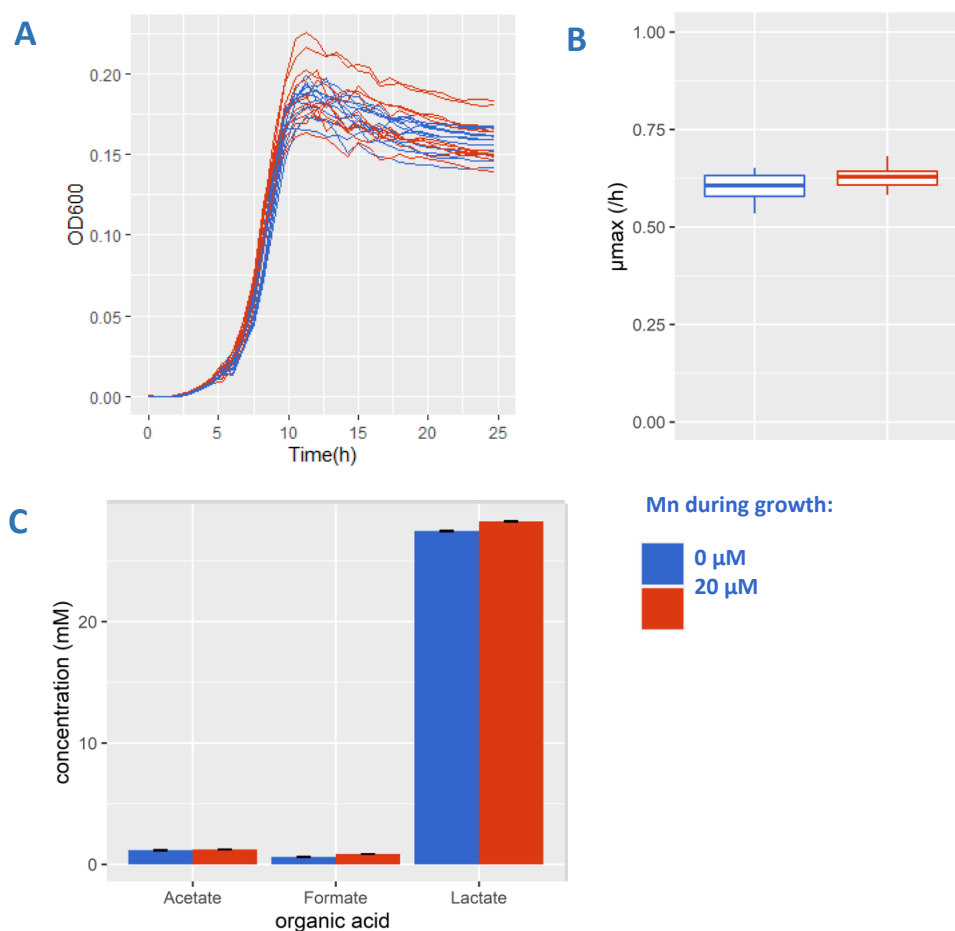 A
0.20
0.15
0.10
0.05
0.00
OD600
0 5 10 15 20 25
Time(h)
B
1.00
0.75
0.50
0.25
0.00
µmax (/h)
C
20
10
0
concentration (mM)
Acetate Formate Lactate
organic acid
Mn during growth:
0 µM
20 µM